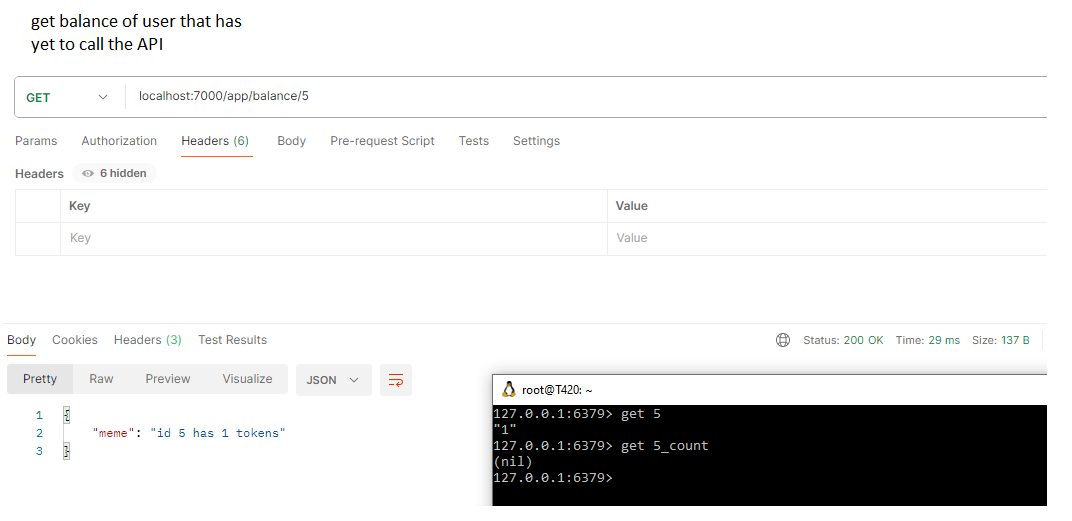 get balance of user that has
yet to call the API
GET localhost:7000/app/balance/5
Params Authorization Headers (6) Body Pre-request Script Tests Settings
Headers 6 hidden
Key Value
Key Value
Body Cookies Headers (3) Test Results Status: 200 OK Time: 29 ms Size: 137 B
Pretty Raw Preview Visualize JSON
root@T420: ~
1 {
2 "meme": "id 5 has 1 tokens"
3 }
127.0.0.1:6379> get 5
"1"
127.0.0.1:6379> get 5_count
(nil)
127.0.0.1:6379>